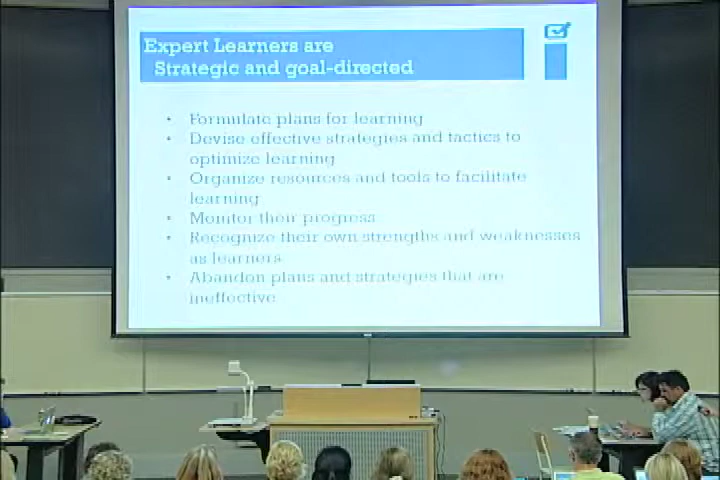 Expert Learners are
Strategic and goal-directed
• Formulate plans for learning
• Devise effective strategies and tactics to
optimize learning
• Organize resources and tools to facilitate
learning
• Monitor their progress
• Recognize their own strengths and weaknesses
as learners
• Abandon plans and strategies that are
ineffective